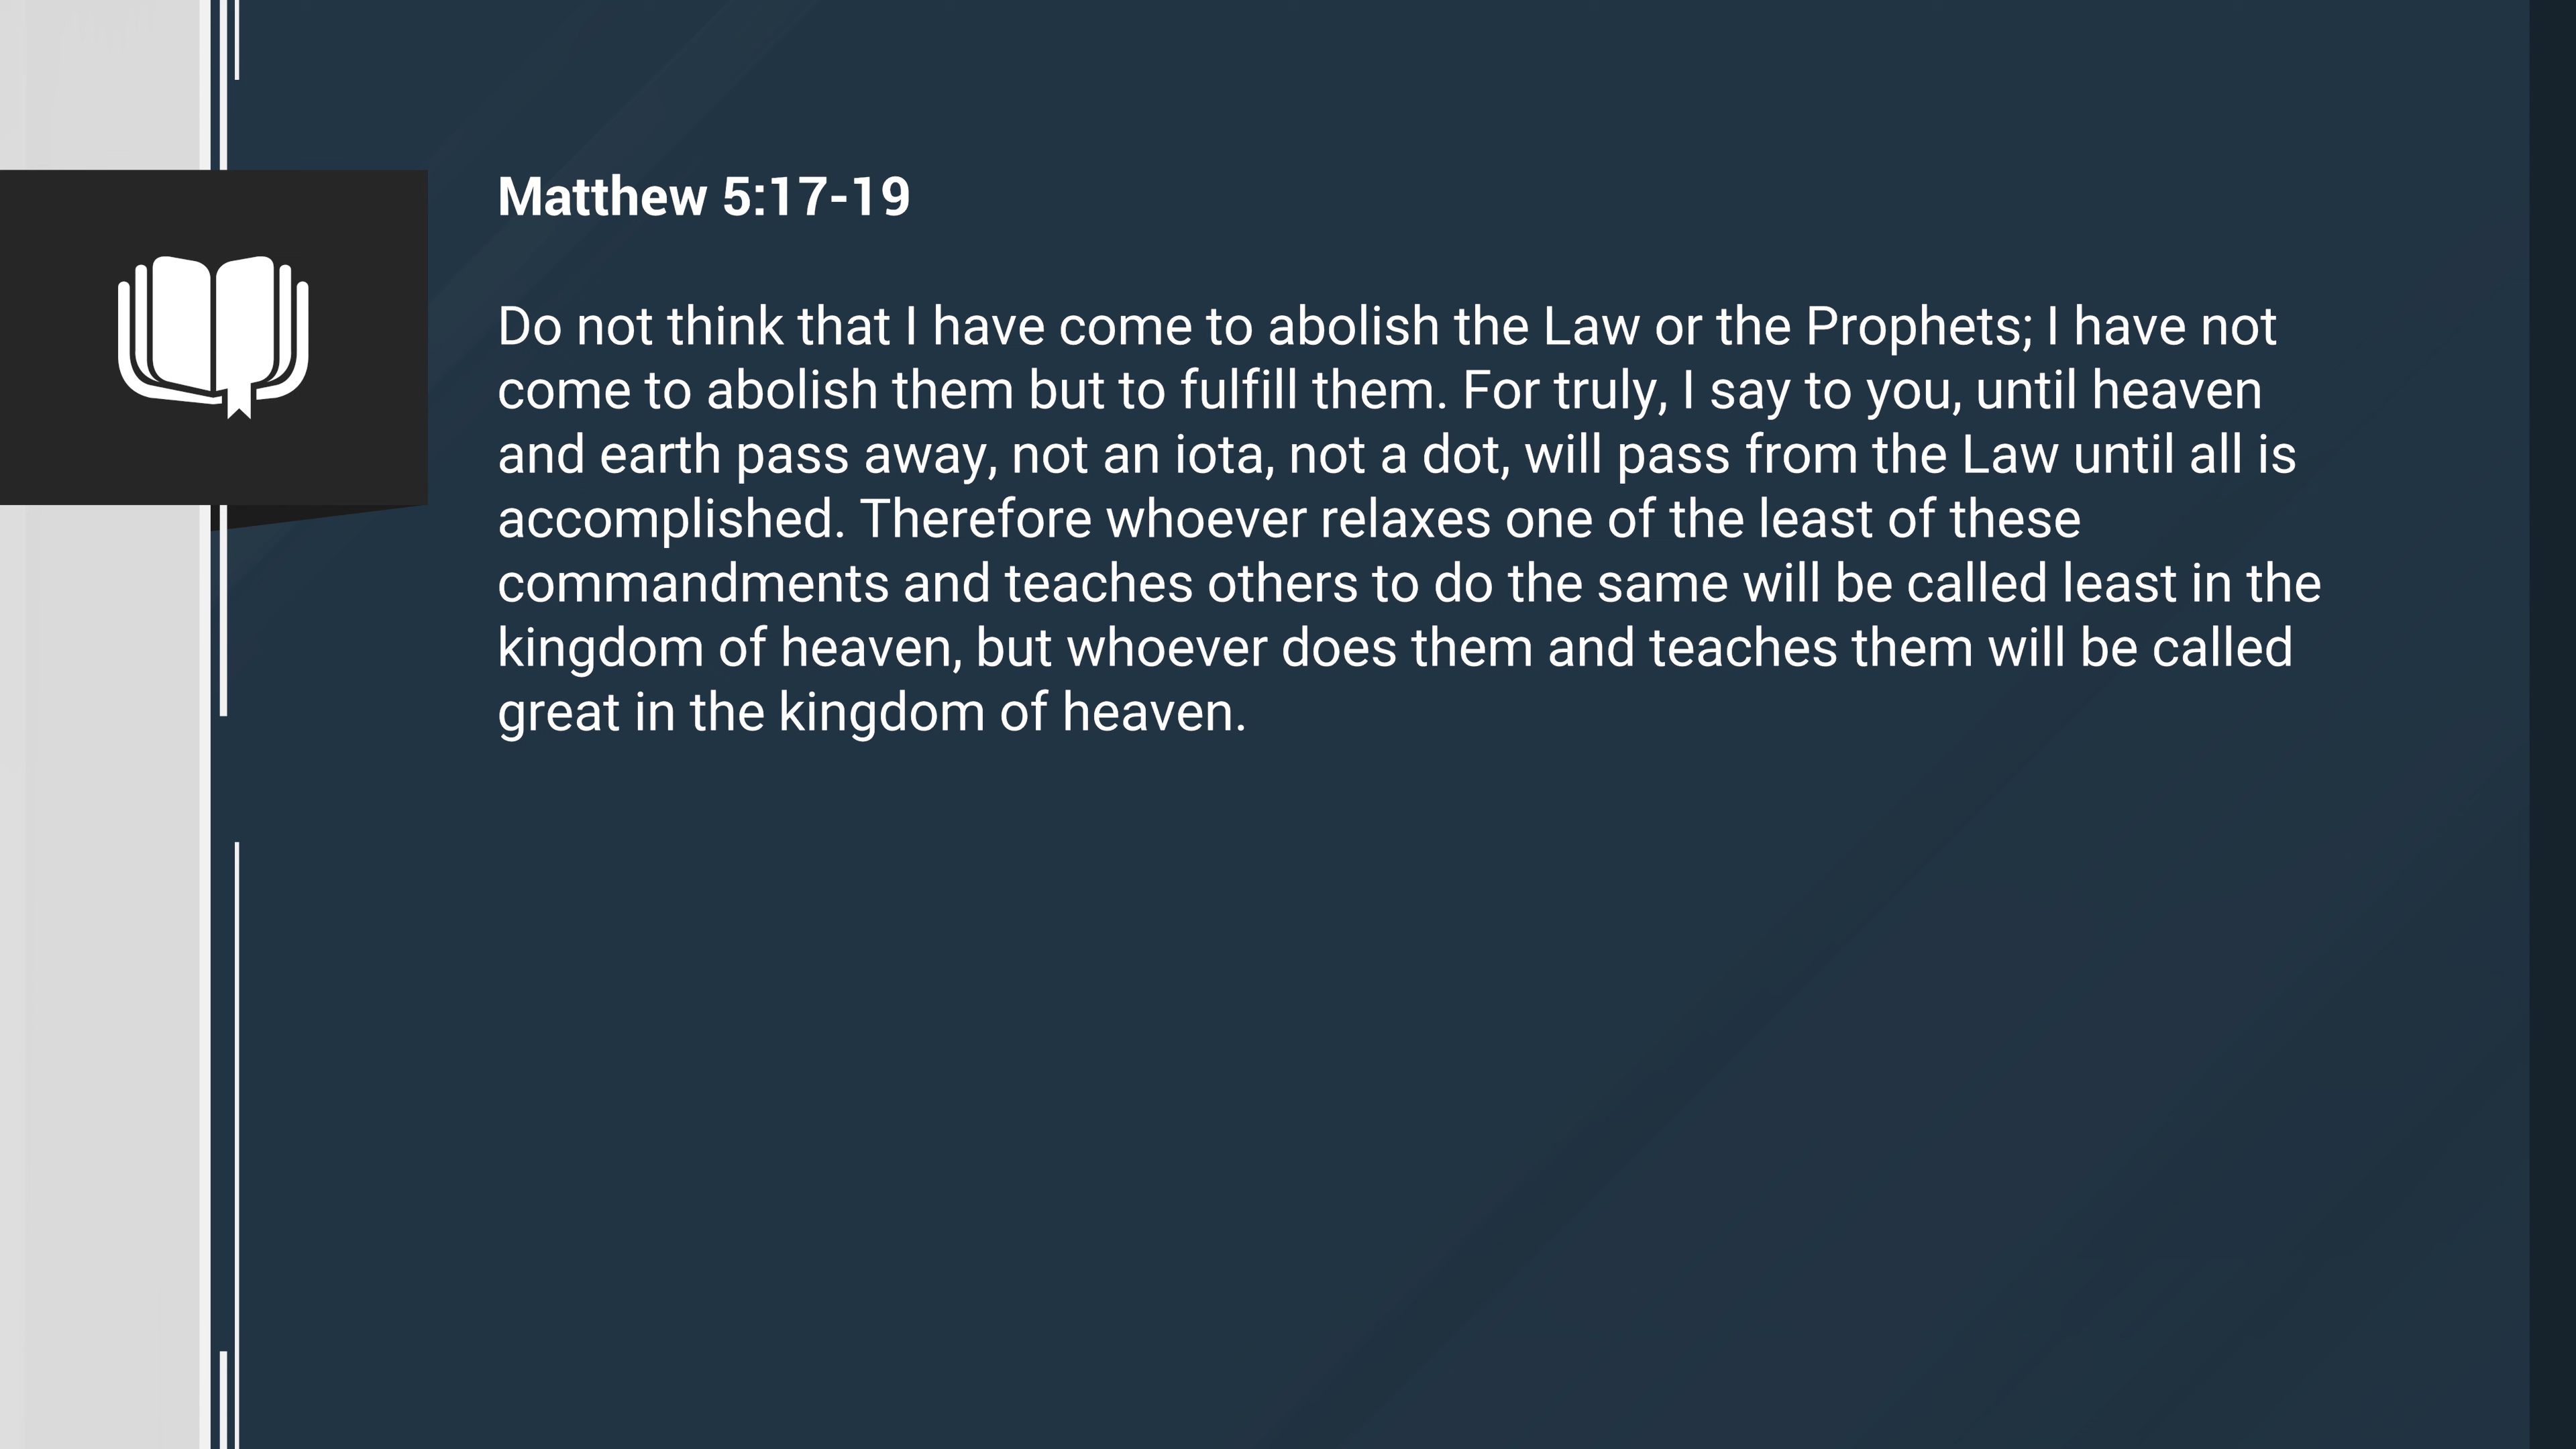 Matthew 5:17-19
Do not think that I have come to abolish the Law or the Prophets; I have not
come to abolish them but to fulfill them. For truly, I say to you, until heaven
and earth pass away, not an iota, not a dot, will pass from the Law until all is
accomplished. Therefore whoever relaxes one of the least of these
commandments and teaches others to do the same will be called least in the
kingdom of heaven, but whoever does them and teaches them will be called
great in the kingdom of heaven.